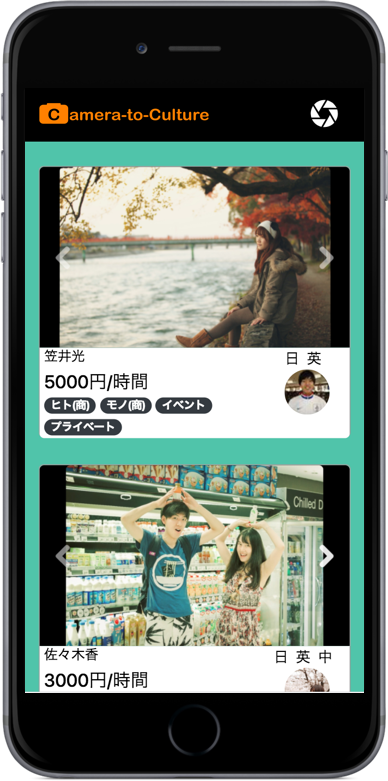 Camera-to-Culture
笠井光
日 英
5000円/時間
ヒト(商) モノ(商) イベント
プライベート
Chilled D
佐々木香
日 英 中
3000円/時間